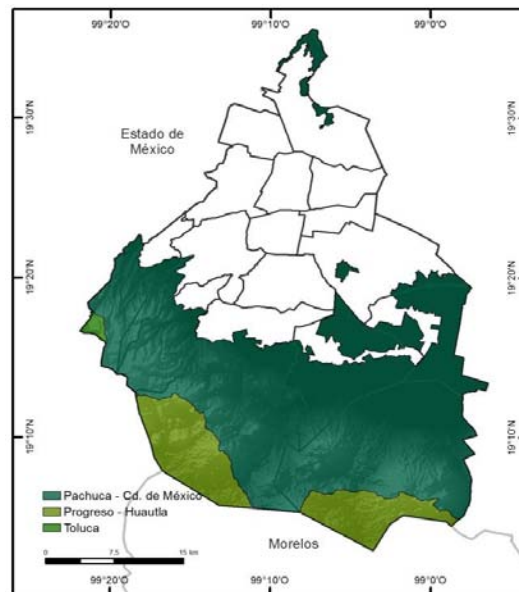 99°20'O 99°10'O 99°0'O
19°30'N 19°30'N
Estado de
México
19°20'N 19°20'N
19°10'N 19°10'N
Pachuca - Cd. de México
Progreso - Huautla
Toluca
0 7.5 15 km
Morelos
99°20'O 99°10'O 99°0'O